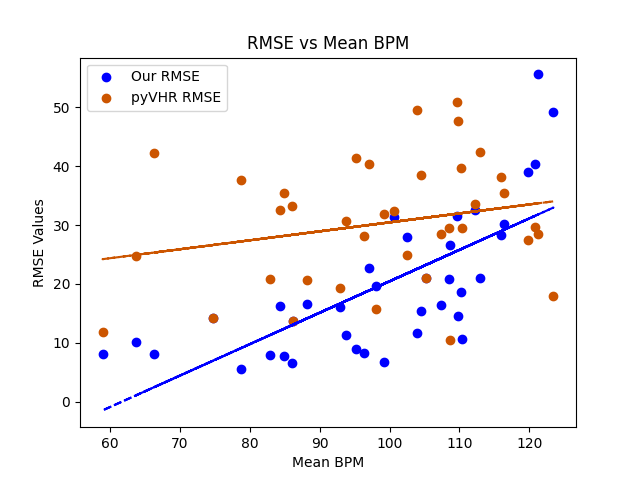 RMSE vs Mean BPM
Our RMSE
pyVHR RMSE
RMSE Values
50
40
30
20
10
0
60 70 80 90 100 110 120
Mean BPM